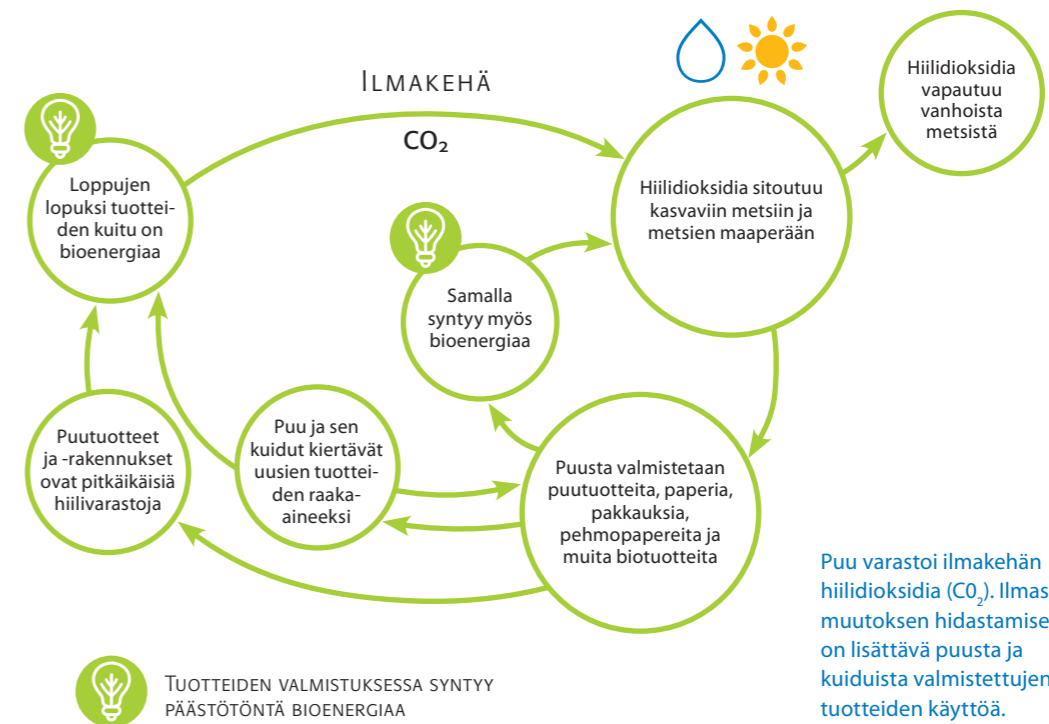 ILMAKEHÄ
CO₂
Hiilidioksidia
vapautuu
vanhoista
metsistä
Loppujen
lopuksi tuottei-
den kuitu on
bioenergiaa
Hiilidioksidia sitoutuu
kasvaviin metsiin ja
metsien maaperään
Samalla
syntyy myös
bioenergiaa
Puutuotteet
ja -rakennukset
ovat pitkäikäisiä
hiilivarastoja
Puu ja sen
kuidut kiertävät
uusien tuottei-
den raaka-
aineeksi
Puusta valmistetaan
puutuotteita, paperia,
pakkauksia,
pehmopapereita ja
muita biotuotteita
Puu varastoi ilmakehän
hiilidioksidia (C0₂). Ilmas
muutoksen hidastamise
on lisättävä puusta ja
kuiduista valmistettujen
tuotteiden käyttöä.
TUOTTEIDEN VALMISTUKSESSA SYNTYY
PÄÄSTÖTÖNTÄ BIOENERGIAA